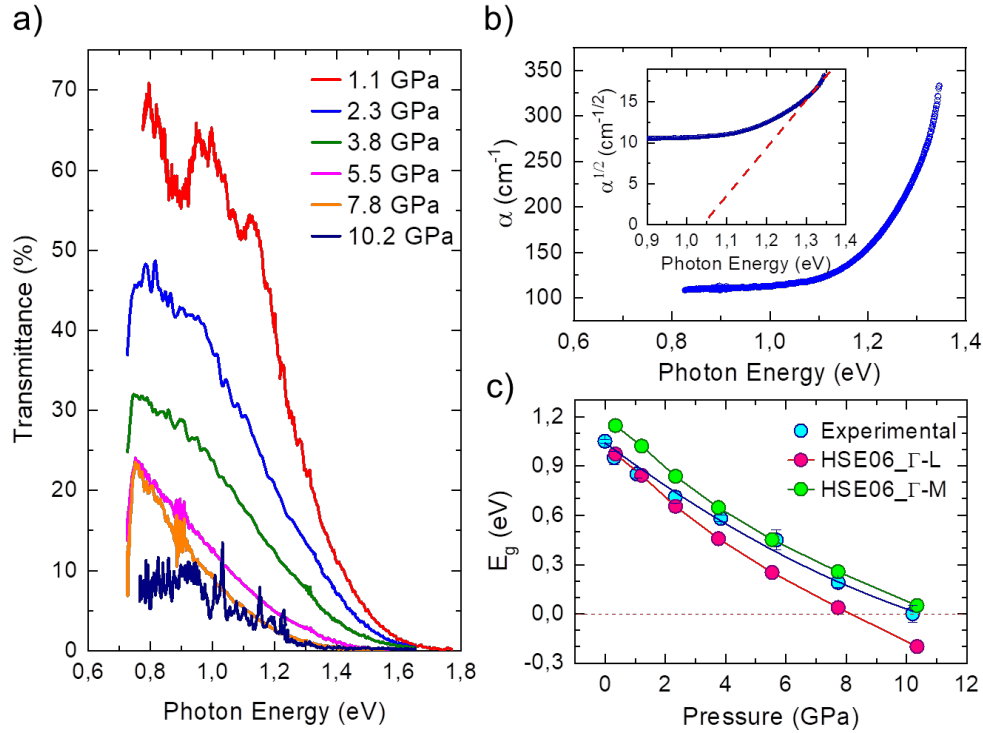 a)
Transmittance (%)
70
60
50
40
30
20
10
0
0,6 0,8 1,0 1,2 1,4 1,6 1,8
Photon Energy (eV)
1.1 GPa
2.3 GPa
3.8 GPa
5.5 GPa
7.8 GPa
10.2 GPa
b)
α (cm⁻¹)
350
300
250
200
150
100
0,6 0,8 1,0 1,2 1,4
Photon Energy (eV)
α^1/2 (cm^-1/2)
15
10
5
0
0,9 1,0 1,1 1,2 1,3 1,4
Photon Energy (eV)
c)
E_g (eV)
1,2
0,9
0,6
0,3
0,0
-0,3
0 2 4 6 8 10 12
Pressure (GPa)
Experimental
HSE06_Γ-L
HSE06_Γ-M